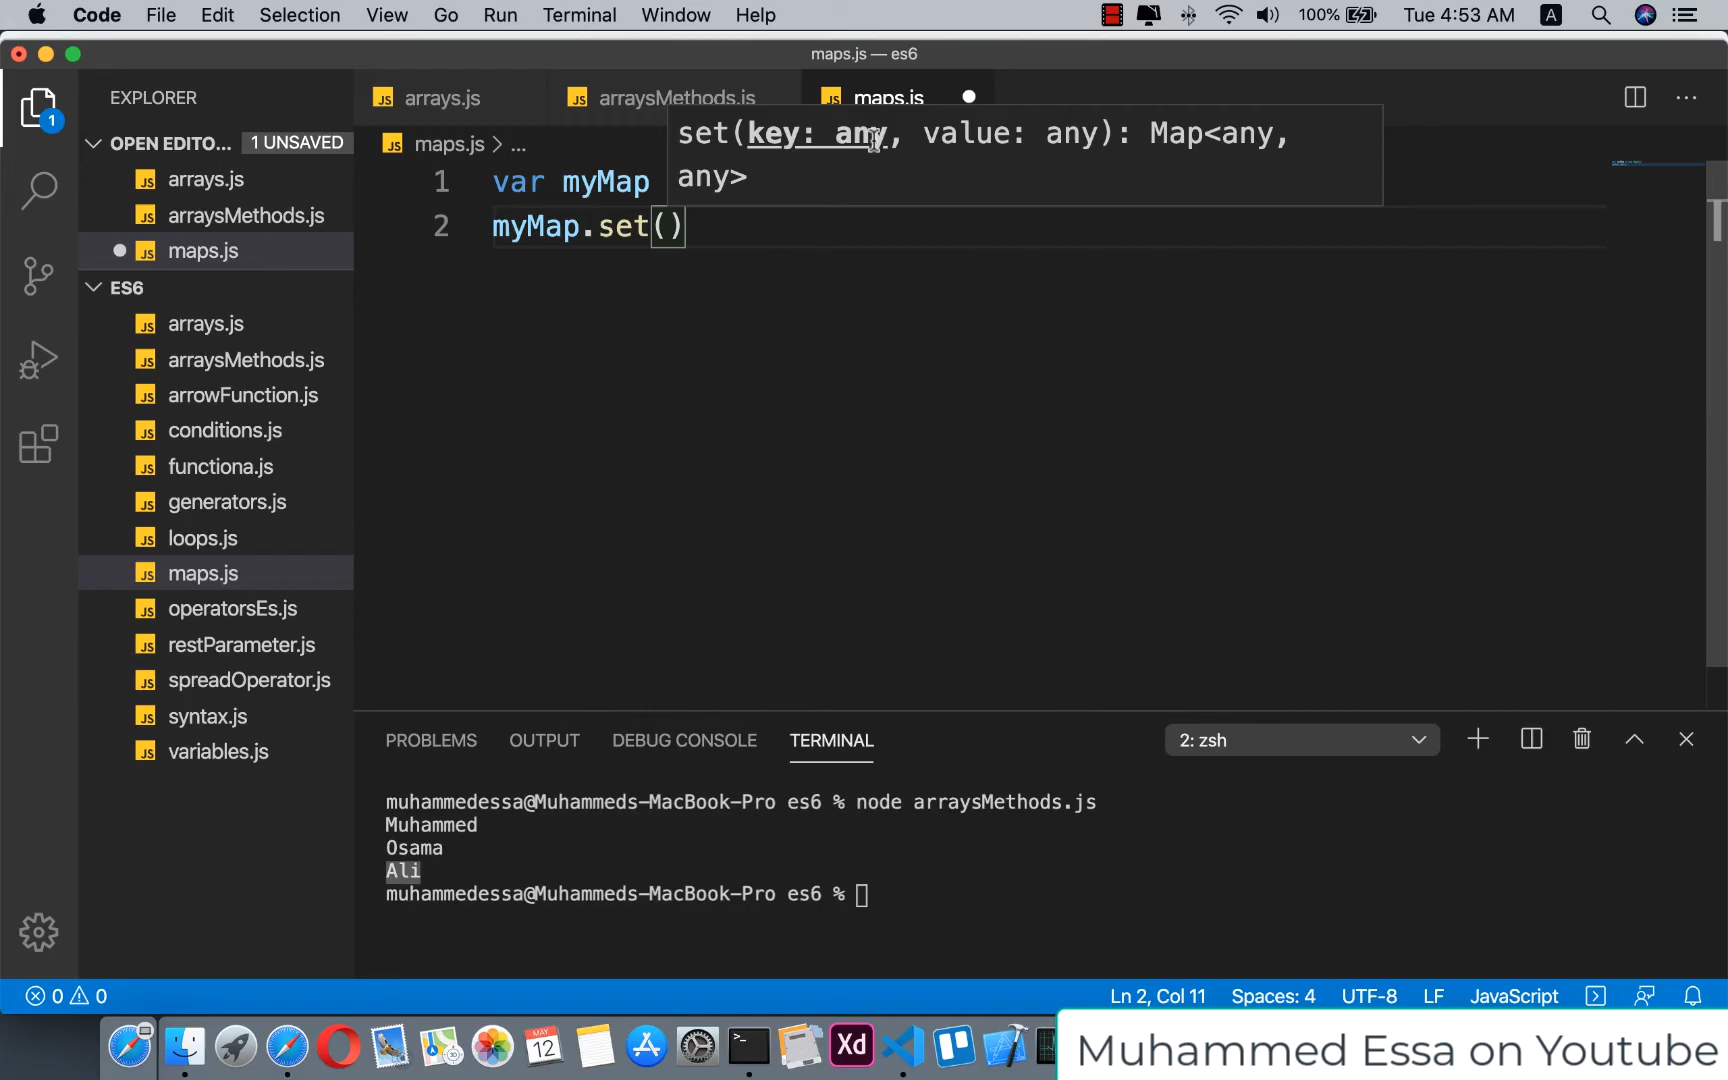 Code File Edit Selection View Go Run Terminal Window Help 100% Tue 4:53 AM A
maps.js — es6
EXPLORER
OPEN EDITO... 1 UNSAVED
arrays.js
arraysMethods.js
maps.js
ES6
arrays.js
arraysMethods.js
arrowFunction.js
conditions.js
functiona.js
generators.js
loops.js
maps.js
operatorsEs.js
restParameter.js
spreadOperator.js
syntax.js
variables.js
1
arrays.js arraysMethods.js maps.js
maps.js > ...
set(key: any, value: any): Map<any,
any>
1 var myMap
2 myMap.set()
PROBLEMS OUTPUT DEBUG CONSOLE TERMINAL 2: zsh
muhammedessa@Muhammeds-MacBook-Pro es6 % node arraysMethods.js
Muhammed
Osama
Ali
muhammedessa@Muhammeds-MacBook-Pro es6 %
0 0 Ln 2, Col 11 Spaces: 4 UTF-8 LF JavaScript
MAY 12
Xd
Muhammed Essa on Youtube